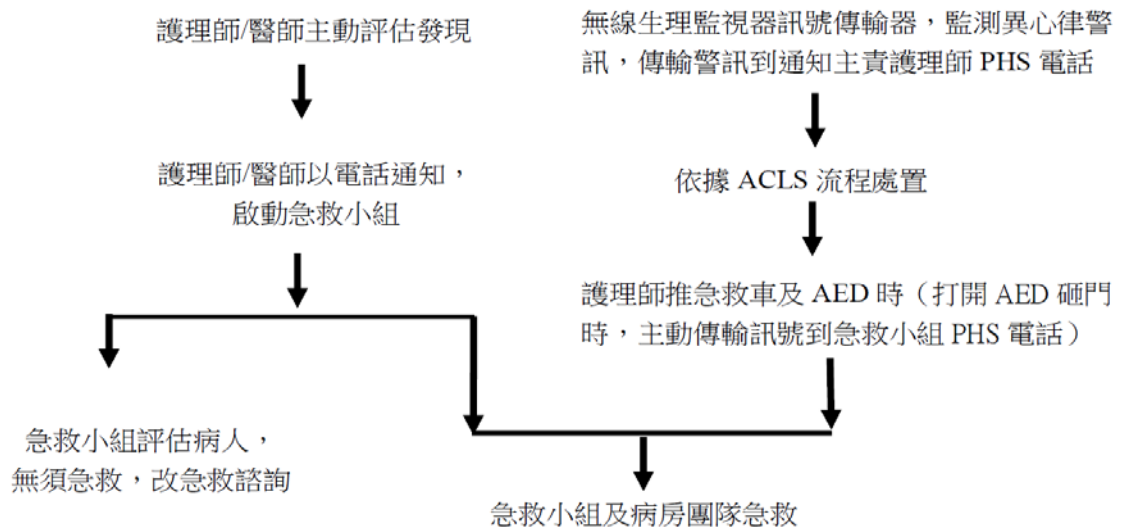 護理師/醫師主動評估發現
護理師/醫師以電話通知，
啟動急救小組
急救小組評估病人，
無須急救，改急救諮詢
無線生理監視器訊號傳輸器，監測異心律警
訊，傳輸警訊到通知主責護理師 PHS 電話
依據 ACLS 流程處置
護理師推急救車及 AED 時（打開 AED 砸門
時，主動傳輸訊號到急救小組 PHS 電話）
急救小組及病房團隊急救